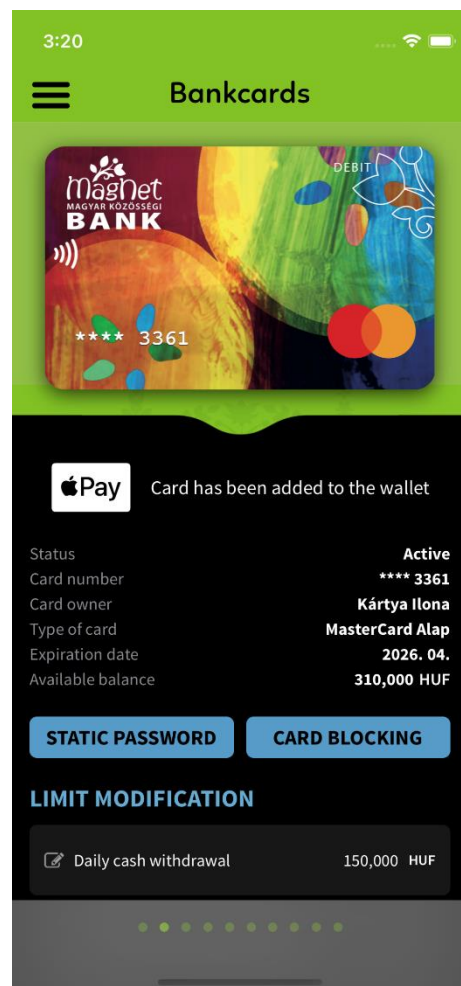 3:20
Bankcards
DEBIT
magnet
MAGYAR KÖZÖSSÉGI
BANK
**** 3361
Pay Card has been added to the wallet
Status Active
Card number **** 3361
Card owner Kártya Ilona
Type of card MasterCard Alap
Expiration date 2026. 04.
Available balance 310,000 HUF
STATIC PASSWORD CARD BLOCKING
LIMIT MODIFICATION
Daily cash withdrawal 150,000 HUF